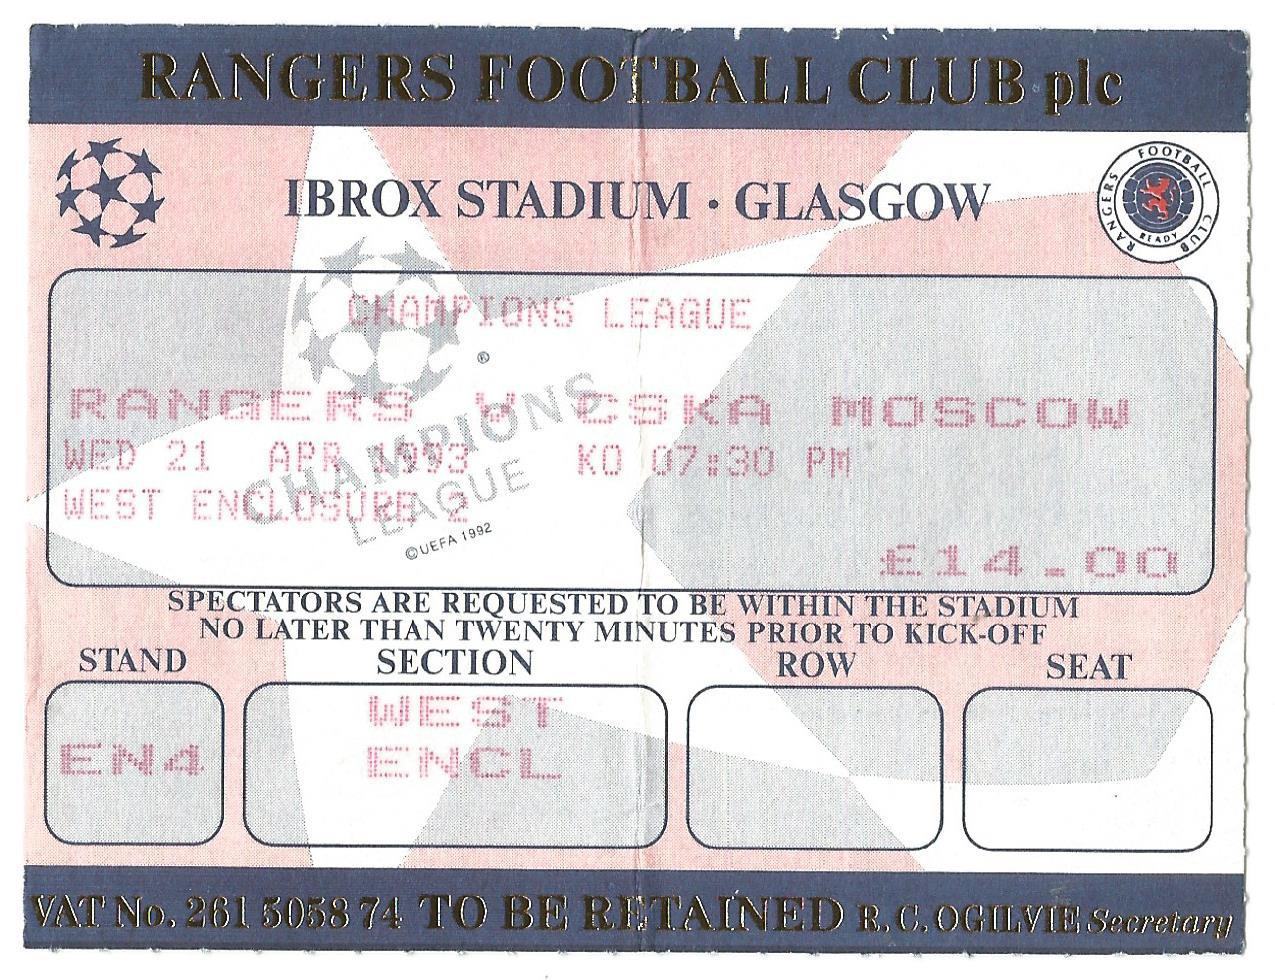 RANGERS FOOTBALL CLUB plc
IBROX STADIUM · GLASGOW
RANGERS FOOTBALL CLUB
READY
CHAMPIONS LEAGUE
RANGERS V CSKA MOSCOW
WED 21 APR 1993 KO 07:30 PM
WEST ENCLOSURE 2
£14.00
®
CHAMPIONS
LEAGUE
©UEFA 1992
SPECTATORS ARE REQUESTED TO BE WITHIN THE STADIUM
NO LATER THAN TWENTY MINUTES PRIOR TO KICK-OFF
STAND SECTION ROW SEAT
EN4 WEST
ENCL
VAT No. 261 5058 74 TO BE RETAINED R. C. OGILVIE Secretary